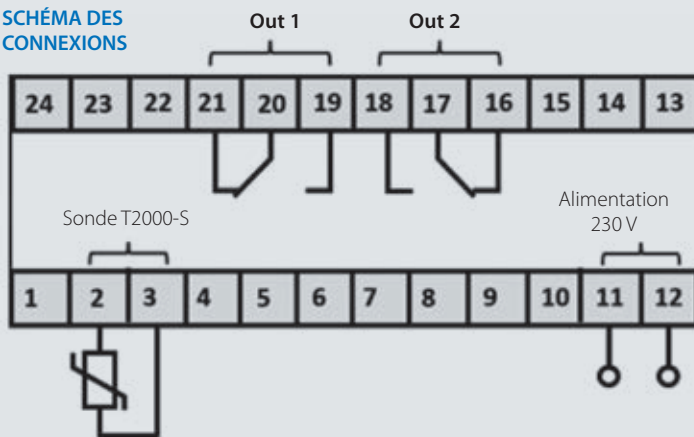 SCHÉMA DES
CONNEXIONS
Out 1
Out 2
24 23 22 21 20 19 18 17 16 15 14 13
Sonde T2000-S
Alimentation
230 V
1 2 3 4 5 6 7 8 9 10 11 12